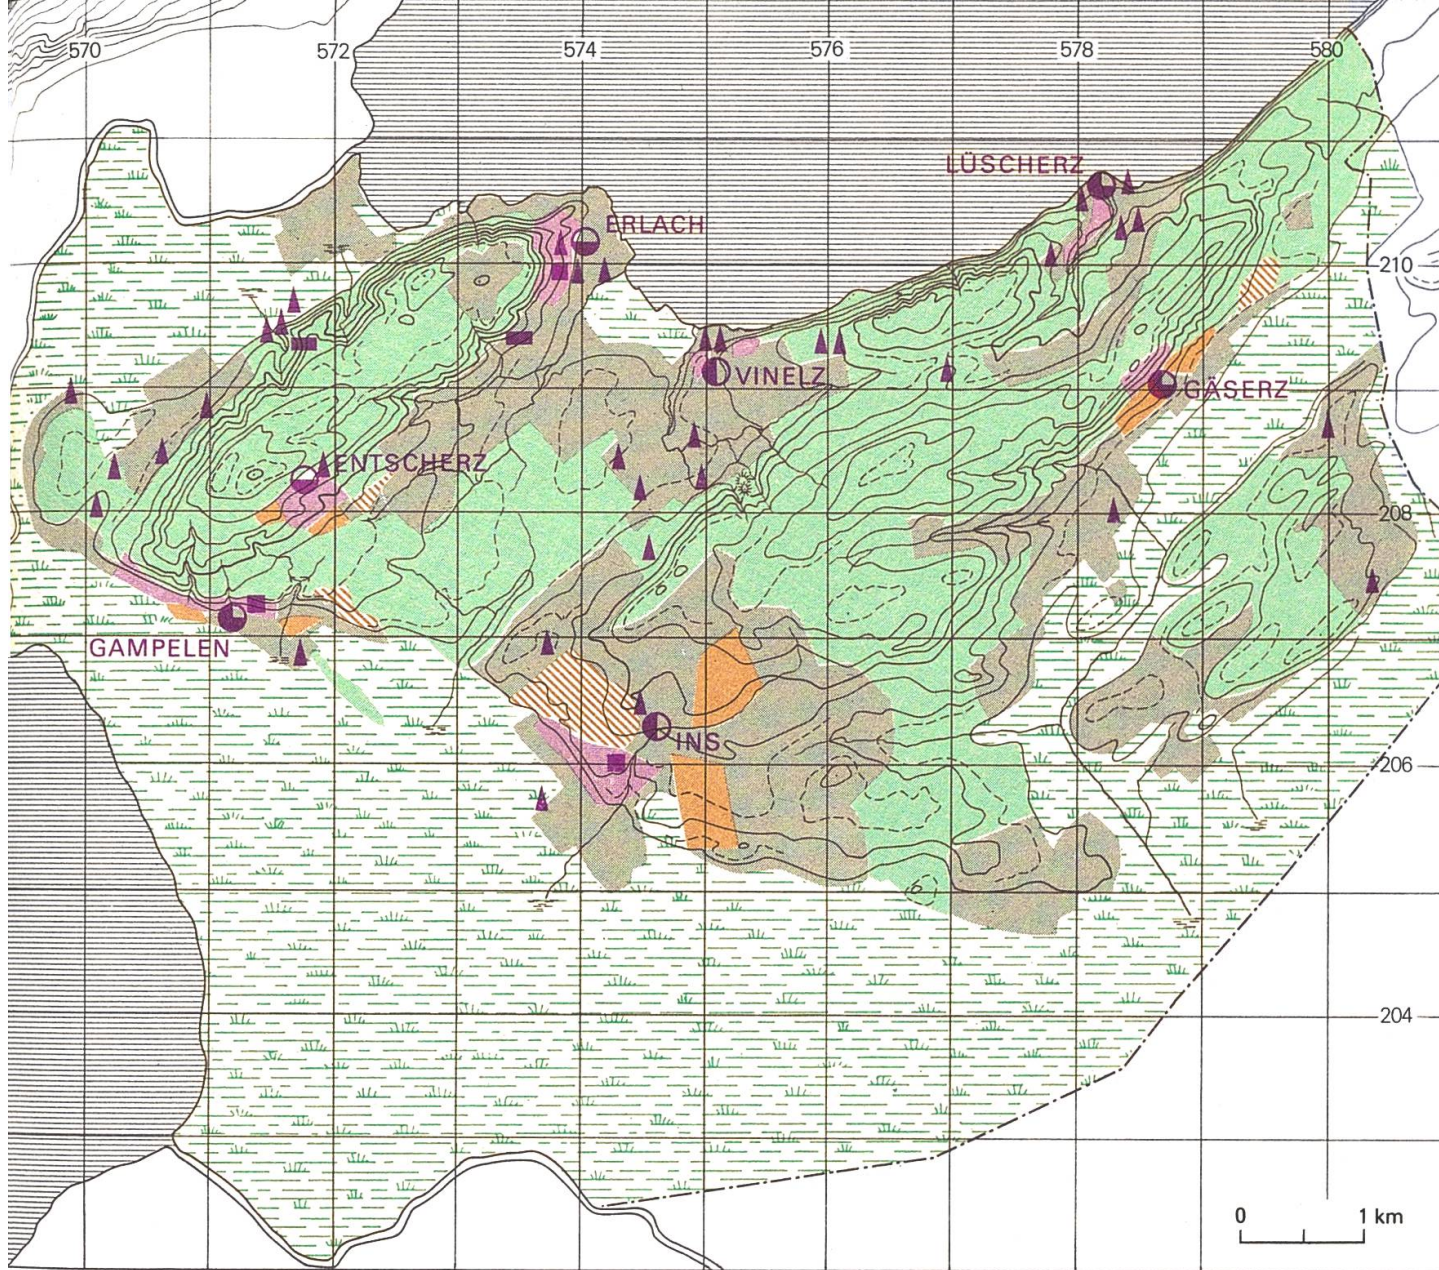 570 572 574 576 578 580
LÜSCHERZ
ERLACH
210
VINELZ
GÄSERZ
ENTSCHERZ
208
GAMPELEN
INS
206
204
0 1 km